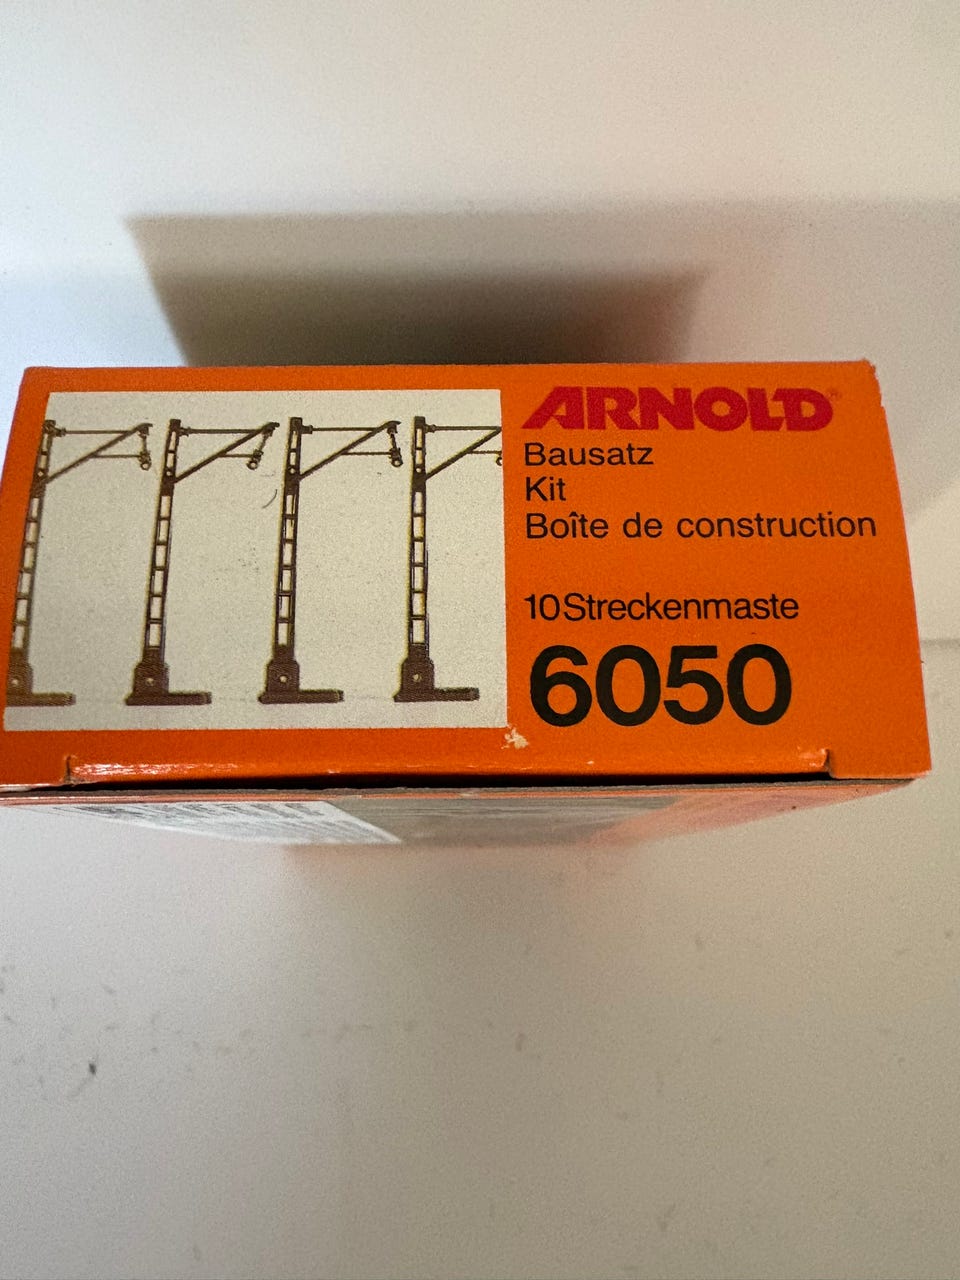 ARNOLD®
Bausatz
Kit
Boîte de construction
10 Streckenmaste
6050